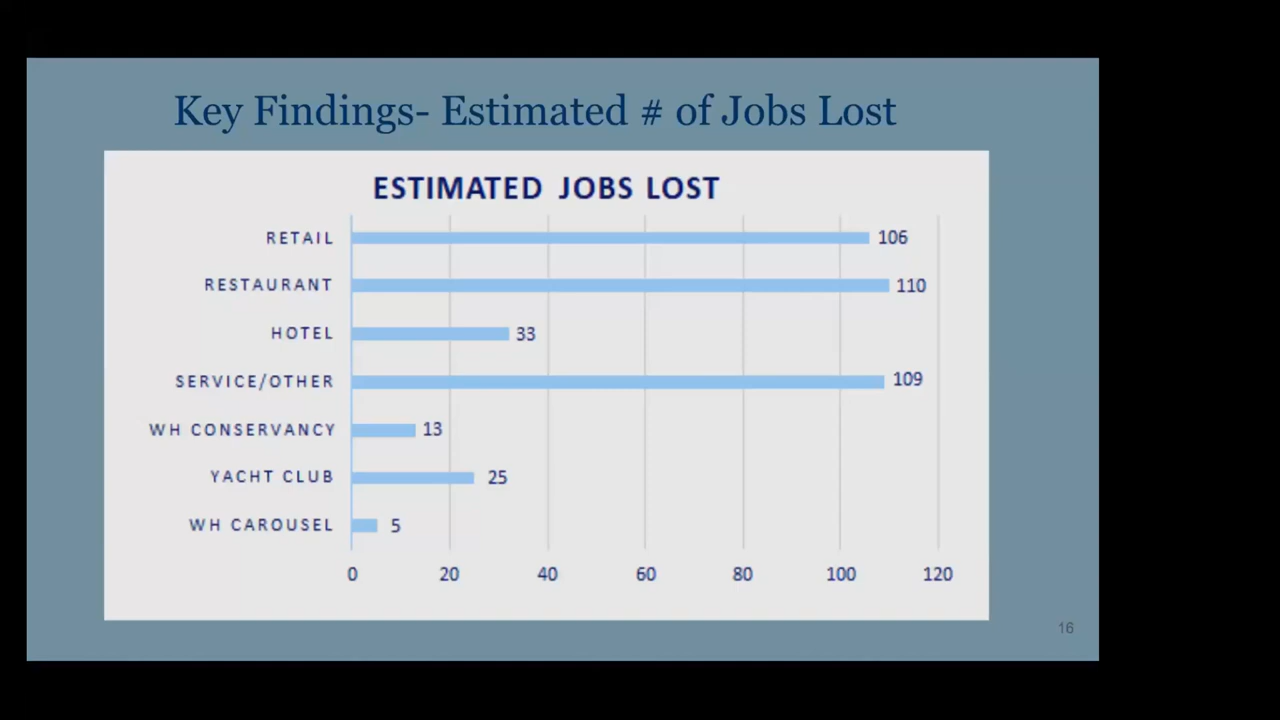 Key Findings- Estimated # of Jobs Lost
ESTIMATED JOBS LOST
RETAIL 106
RESTAURANT 110
HOTEL 33
SERVICE/OTHER 109
WH CONSERVANCY 13
YACHT CLUB 25
WH CAROUSEL 5
0 20 40 60 80 100 120
16